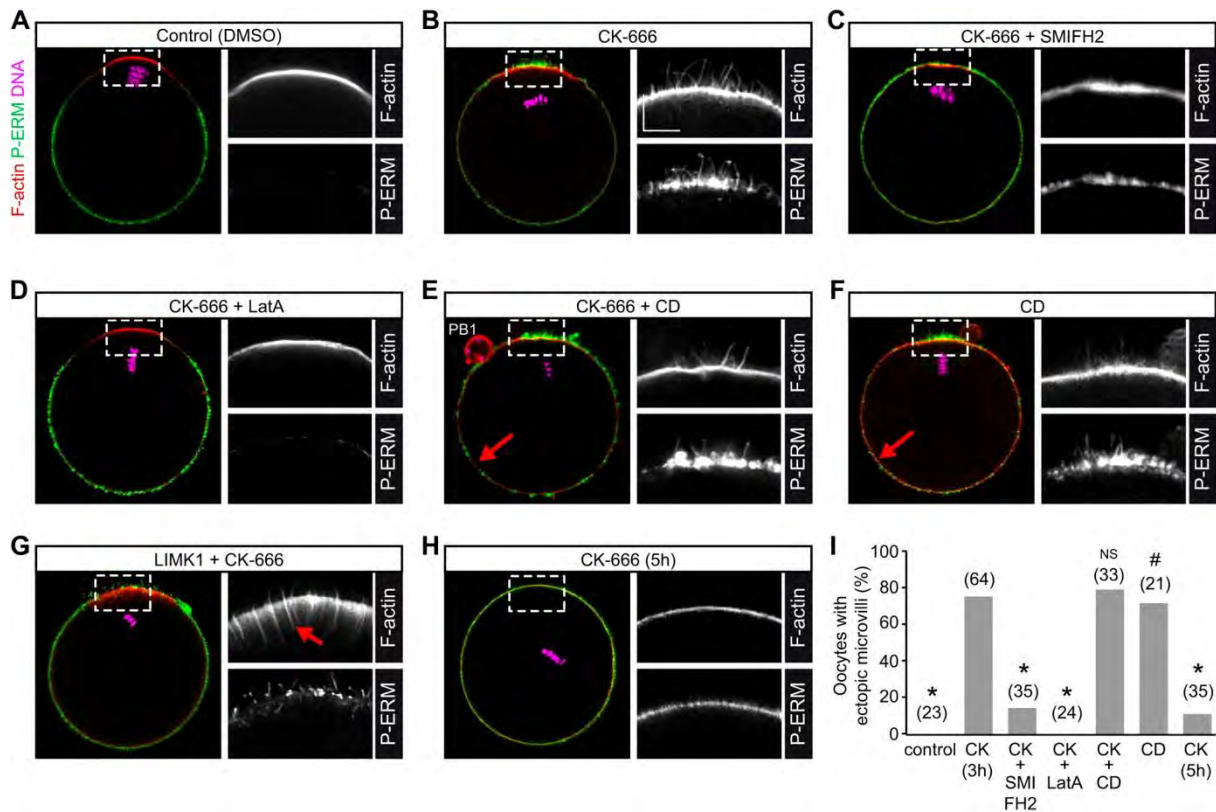 A
Control (DMSO)
F-actin P-ERM DNA
F-actin
P-ERM
B
CK-666
F-actin
P-ERM
C
CK-666 + SMIFH2
F-actin
P-ERM
D
CK-666 + LatA
F-actin
P-ERM
E
CK-666 + CD
PB1
F-actin
P-ERM
F
CD
F-actin
P-ERM
G
LIMK1 + CK-666
F-actin
P-ERM
H
CK-666 (5h)
F-actin
P-ERM
I
Oocytes with
ectopic microvilli (%)
100
80
60
40
20
0
*
(23)
(64)
*
(35)
*
(24)
NS
(33)
#
(21)
*
(35)
control
CK
(3h)
CK
+
SMI
FH2
CK
+
LatA
CK
+
CD
CD
CK
(5h)